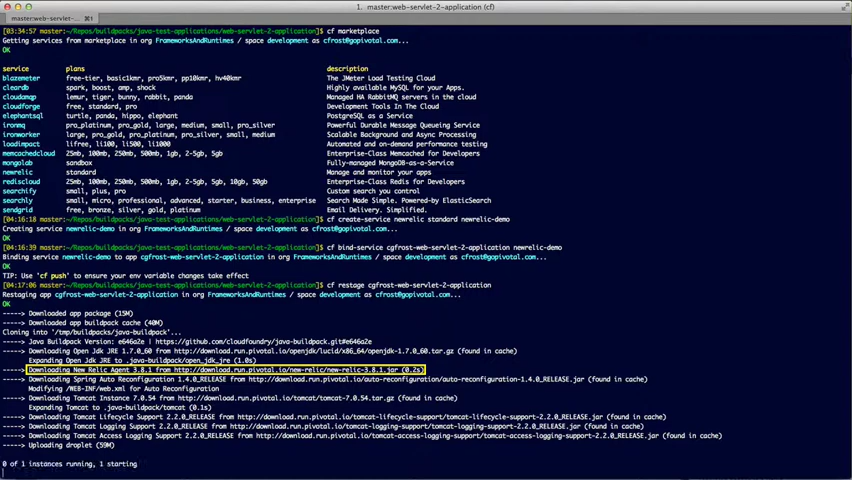 1. master:web-servlet-2-application (cf)
master:web-servlet-... ⌘1
[03:34:57 master:~/Repos/buildpacks/java-test-applications/web-servlet-2-application]$ cf marketplace
Getting services from marketplace in org FrameworksAndRuntimes / space development as cfrost@gopivotal.com...
OK
service plans description
blazemeter free-tier, basic1kmr, pro5kmr, pp10kmr, hv40kmr The JMeter Load Testing Cloud
cleardb spark, boost, amp, shock Highly available MySQL for your Apps.
cloudamqp lemur, tiger, bunny, rabbit, panda Managed HA RabbitMQ servers in the cloud
cloudforge free, standard, pro Development Tools In The Cloud
elephantsql turtle, panda, hippo, elephant PostgreSQL as a Service
ironmq pro_platinum, pro_gold, large, medium, small, pro_silver Powerful Durable Message Queueing Service
ironworker large, pro_gold, pro_platinum, pro_silver, small, medium Scalable Background and Async Processing
loadimpact lifree, li100, li500, li1000 Automated and on-demand performance testing
memcachedcloud 25mb, 100mb, 250mb, 500mb, 1gb, 2-5gb, 5gb Enterprise-Class Memcached for Developers
mongolab sandbox Fully-managed MongoDB-as-a-Service
newrelic standard Manage and monitor your apps
rediscloud 25mb, 100mb, 250mb, 500mb, 1gb, 2-5gb, 5gb, 10gb, 50gb Enterprise-Class Redis for Developers
searchify small, plus, pro Custom search you control
searchly small, micro, professional, advanced, starter, business, enterprise Search Made Simple. Powered-by ElasticSearch
sendgrid free, bronze, silver, gold, platinum Email Delivery. Simplified.
[04:16:18 master:~/Repos/buildpacks/java-test-applications/web-servlet-2-application]$ cf create-service newrelic standard newrelic-demo
Creating service newrelic-demo in org FrameworksAndRuntimes / space development as cfrost@gopivotal.com...
OK
[04:16:39 master:~/Repos/buildpacks/java-test-applications/web-servlet-2-application]$ cf bind-service cgfrost-web-servlet-2-application newrelic-demo
Binding service newrelic-demo to app cgfrost-web-servlet-2-application in org FrameworksAndRuntimes / space development as cfrost@gopivotal.com...
OK
TIP: Use 'cf push' to ensure your env variable changes take effect
[04:17:06 master:~/Repos/buildpacks/java-test-applications/web-servlet-2-application]$ cf restage cgfrost-web-servlet-2-application
Restaging app cgfrost-web-servlet-2-application in org FrameworksAndRuntimes / space development as cfrost@gopivotal.com...
OK
-----> Downloaded app package (15M)
-----> Downloaded app buildpack cache (40M)
Cloning into '/tmp/buildpacks/java-buildpack'...
-----> Java Buildpack Version: e646a2e | https://github.com/cloudfoundry/java-buildpack.git#e646a2e
-----> Downloading Open Jdk JRE 1.7.0_60 from http://download.run.pivotal.io/openjdk/lucid/x86_64/openjdk-1.7.0_60.tar.gz (found in cache)
Expanding Open Jdk JRE to .java-buildpack/open_jdk_jre (1.0s)
-----> Downloading New Relic Agent 3.8.1 from http://download.run.pivotal.io/new-relic/new-relic-3.8.1.jar (0.2s)
-----> Downloading Spring Auto Reconfiguration 1.4.0_RELEASE from http://download.run.pivotal.io/auto-reconfiguration/auto-reconfiguration-1.4.0_RELEASE.jar (found in cache)
Modifying /WEB-INF/web.xml for Auto Reconfiguration
-----> Downloading Tomcat Instance 7.0.54 from http://download.run.pivotal.io/tomcat/tomcat-7.0.54.tar.gz (found in cache)
Expanding Tomcat to .java-buildpack/tomcat (0.1s)
-----> Downloading Tomcat Lifecycle Support 2.2.0_RELEASE from http://download.run.pivotal.io/tomcat-lifecycle-support/tomcat-lifecycle-support-2.2.0_RELEASE.jar (found in cache)
-----> Downloading Tomcat Logging Support 2.2.0_RELEASE from http://download.run.pivotal.io/tomcat-logging-support/tomcat-logging-support-2.2.0_RELEASE.jar (found in cache)
-----> Downloading Tomcat Access Logging Support 2.2.0_RELEASE from http://download.run.pivotal.io/tomcat-access-logging-support/tomcat-access-logging-support-2.2.0_RELEASE.jar (found in cache)
-----> Uploading droplet (59M)
0 of 1 instances running, 1 starting